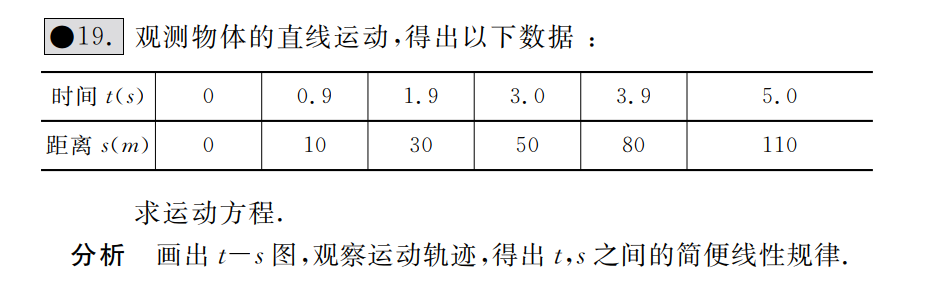 ●19. 观测物体的直线运动,得出以下数据 :
时间 t(s) 0 0.9 1.9 3.0 3.9 5.0
距离 s(m) 0 10 30 50 80 110
求运动方程.
分析 画出 t-s 图,观察运动轨迹,得出 t,s 之间的简便线性规律.